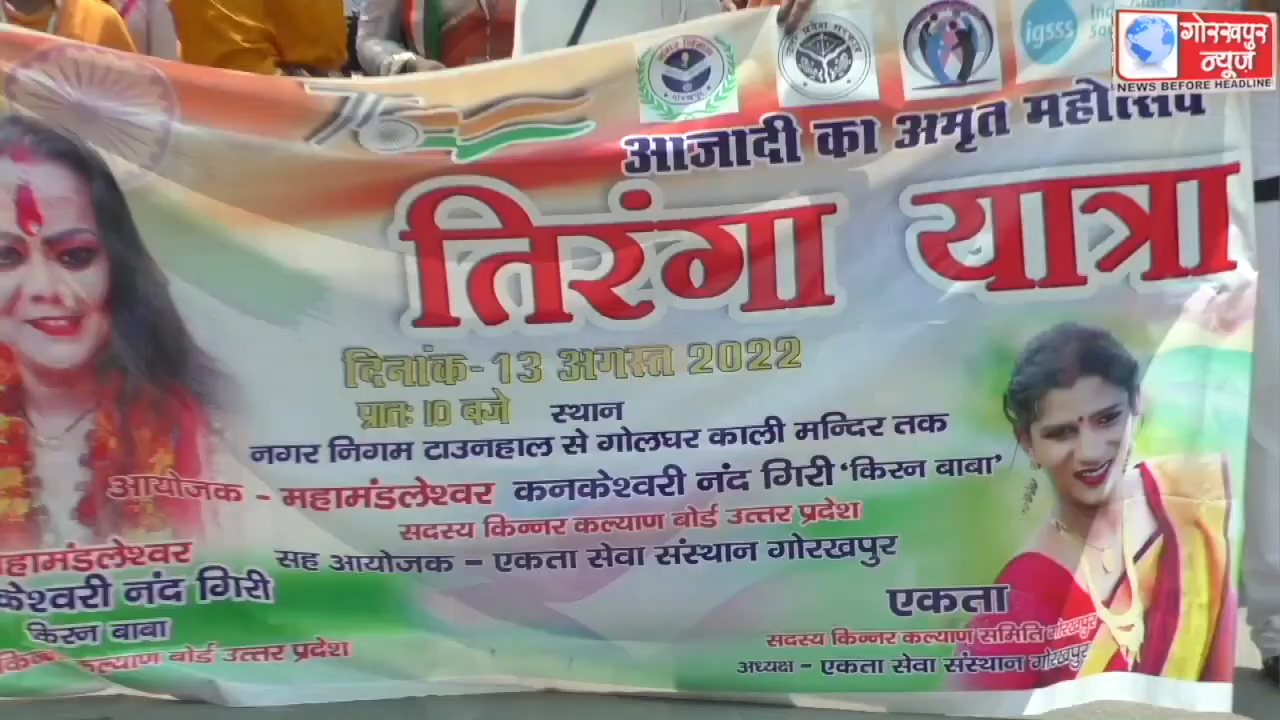 igsss
गोरखपुर
न्यूज़
NEWS BEFORE HEADLINE
आजादी का अमृत महोत्सव
तिरंगा यात्रा
दिनांक-13 अगस्त 2022
प्रातः 10 बजे
स्थान
नगर निगम टाउनहाल से गोलघर काली मन्दिर तक
आयोजक - महामंडलेश्वर कनकेश्वरी नंद गिरी 'किरन बाबा'
सदस्य किन्नर कल्याण बोर्ड उत्तर प्रदेश
सह आयोजक - एकता सेवा संस्थान गोरखपुर
हामंडलेश्वर
केश्वरी नंद गिरी
किरन बाबा
किन्नर कल्याण बोर्ड उत्तर प्रदेश
एकता
सदस्य किन्नर कल्याण समिति गोरखपुर
अध्यक्ष - एकता सेवा संस्थान गोरखपुर